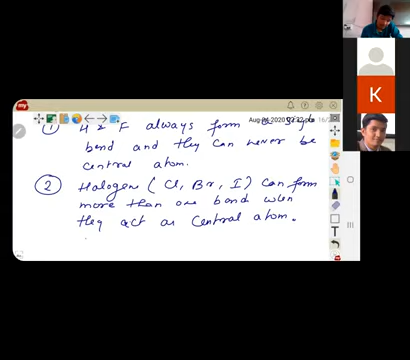 ① H & F always form a single
bond and they can never be
central atom.
② Halogen (Cl, Br, I) can form
more than one bond when
they act as central atom.
K